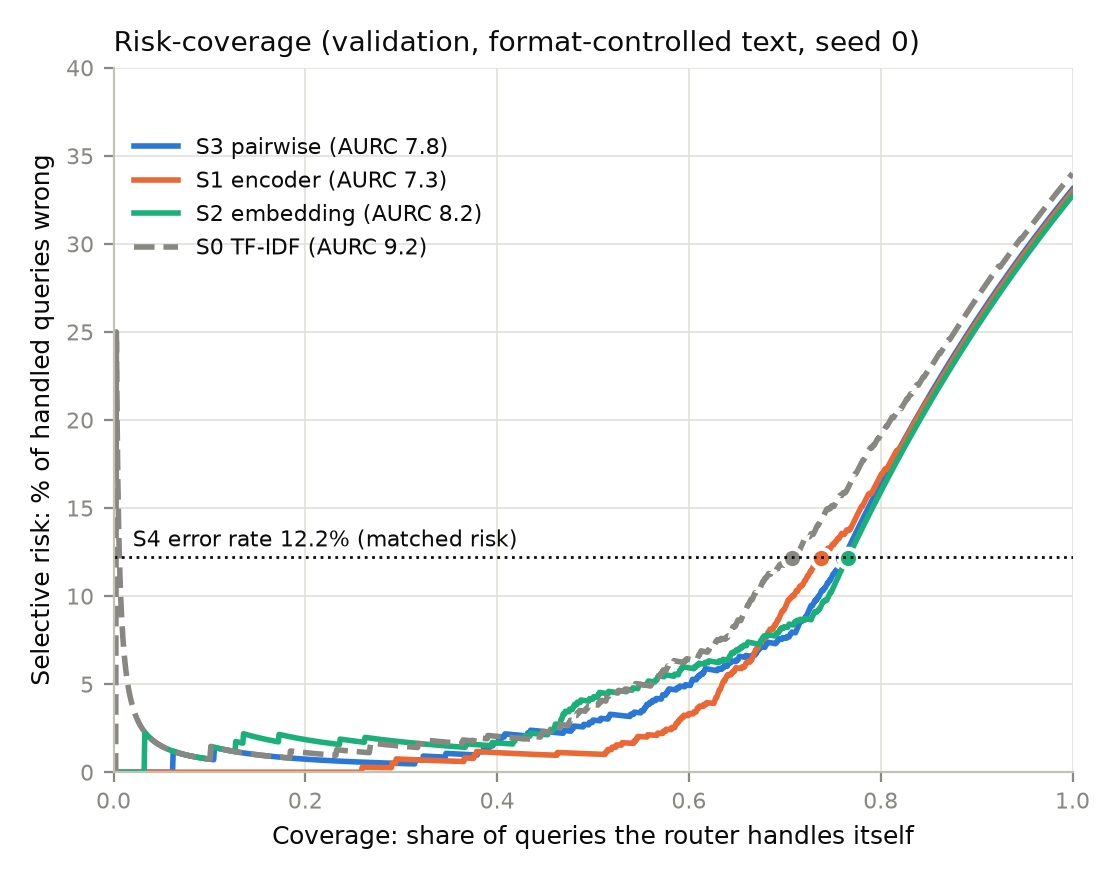 Risk-coverage (validation, format-controlled text, seed 0)
40
35
30
25
20
15
10
5
0
Selective risk: % of handled queries wrong
S3 pairwise (AURC 7.8)
S1 encoder (AURC 7.3)
S2 embedding (AURC 8.2)
S0 TF-IDF (AURC 9.2)
S4 error rate 12.2% (matched risk)
0.0 0.2 0.4 0.6 0.8 1.0
Coverage: share of queries the router handles itself